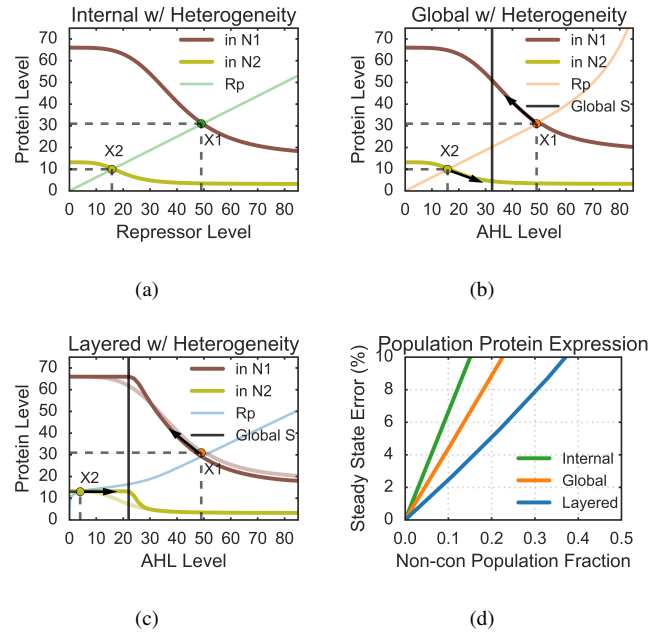 Internal w/ Heterogeneity
Protein Level
70
60
50
40
30
20
10
0
in N1
in N2
Rp
X2
X1
0 10 20 30 40 50 60 70 80
Repressor Level
(a)
Global w/ Heterogeneity
Protein Level
70
60
50
40
30
20
10
0
in N1
in N2
Rp
Global S
X2
X1
0 10 20 30 40 50 60 70 80
AHL Level
(b)
Layered w/ Heterogeneity
Protein Level
70
60
50
40
30
20
10
0
in N1
in N2
Rp
Global S
X2
X1
0 10 20 30 40 50 60 70 80
AHL Level
(c)
Population Protein Expression
Steady State Error (%)
10
8
6
4
2
0
Internal
Global
Layered
0.0 0.1 0.2 0.3 0.4 0.5
Non-con Population Fraction
(d)